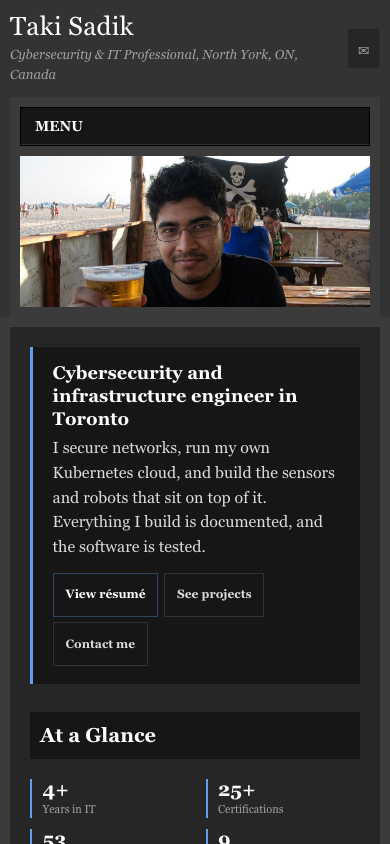 Taki Sadik
Cybersecurity & IT Professional, North York, ON,
Canada
MENU
Cybersecurity and
infrastructure engineer in
Toronto
I secure networks, run my own
Kubernetes cloud, and build the sensors
and robots that sit on top of it.
Everything I build is documented, and
the software is tested.
View résumé
See projects
Contact me
At a Glance
4+
25+
Years in IT
Certifications
53
9